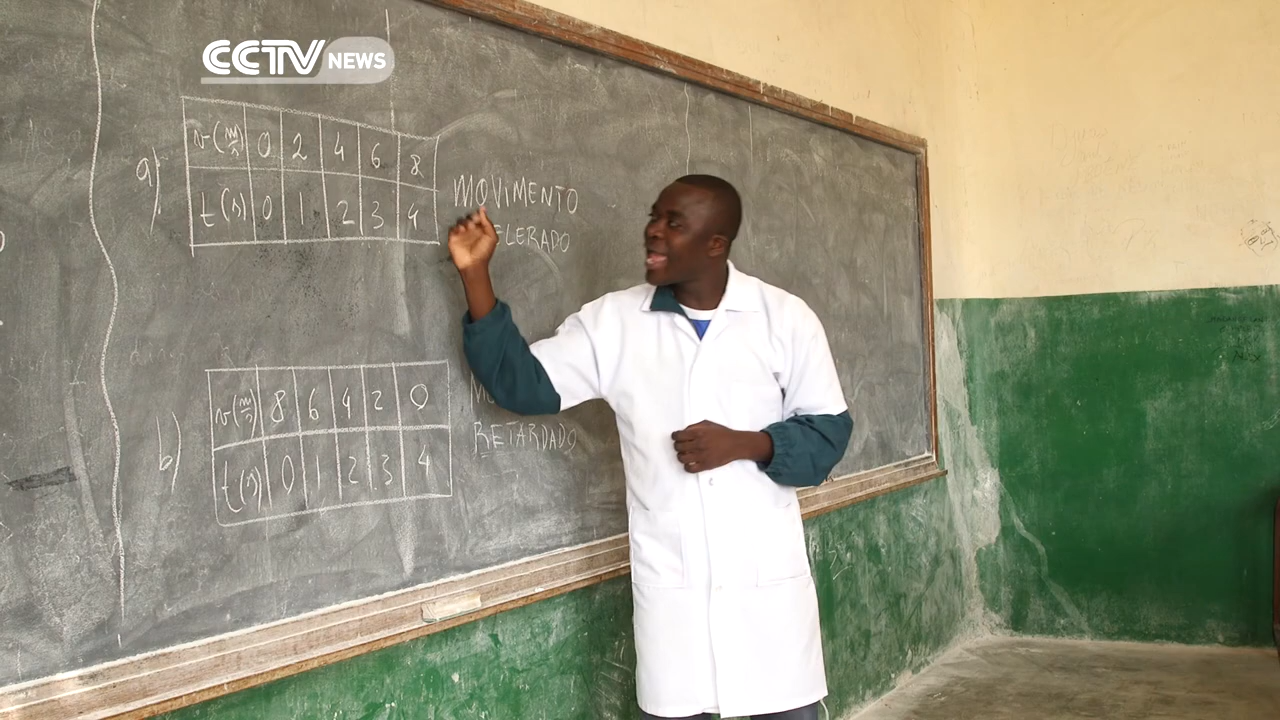 CCTV NEWS
a)
v(m/s) 0 2 4 6 8
t(s) 0 1 2 3 4
MOVIMENTO
b)
v(m/s) 8 6 4 2 0
t(s) 0 1 2 3 4
RETARDADO